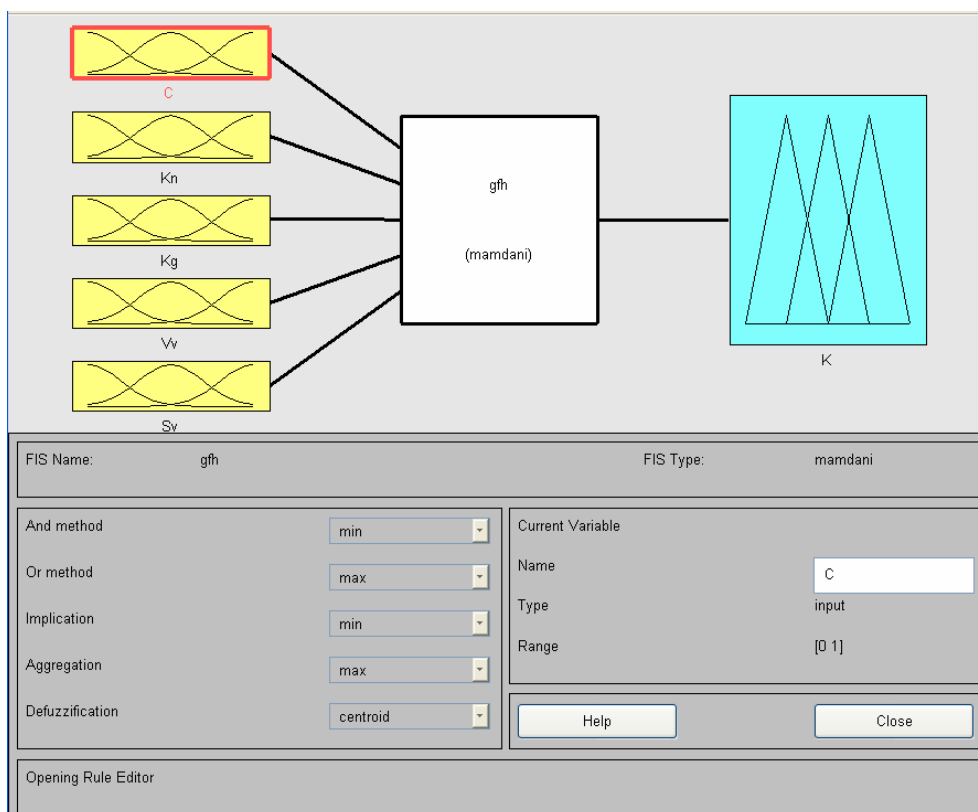 C
Kn
Kg
Vv
Sv
gfh
(mamdani)
K
FIS Name: gfh FIS Type: mamdani
And method min
Or method max
Implication min
Aggregation max
Defuzzification centroid
Current Variable
Name C
Type input
Range [0 1]
Help Close
Opening Rule Editor